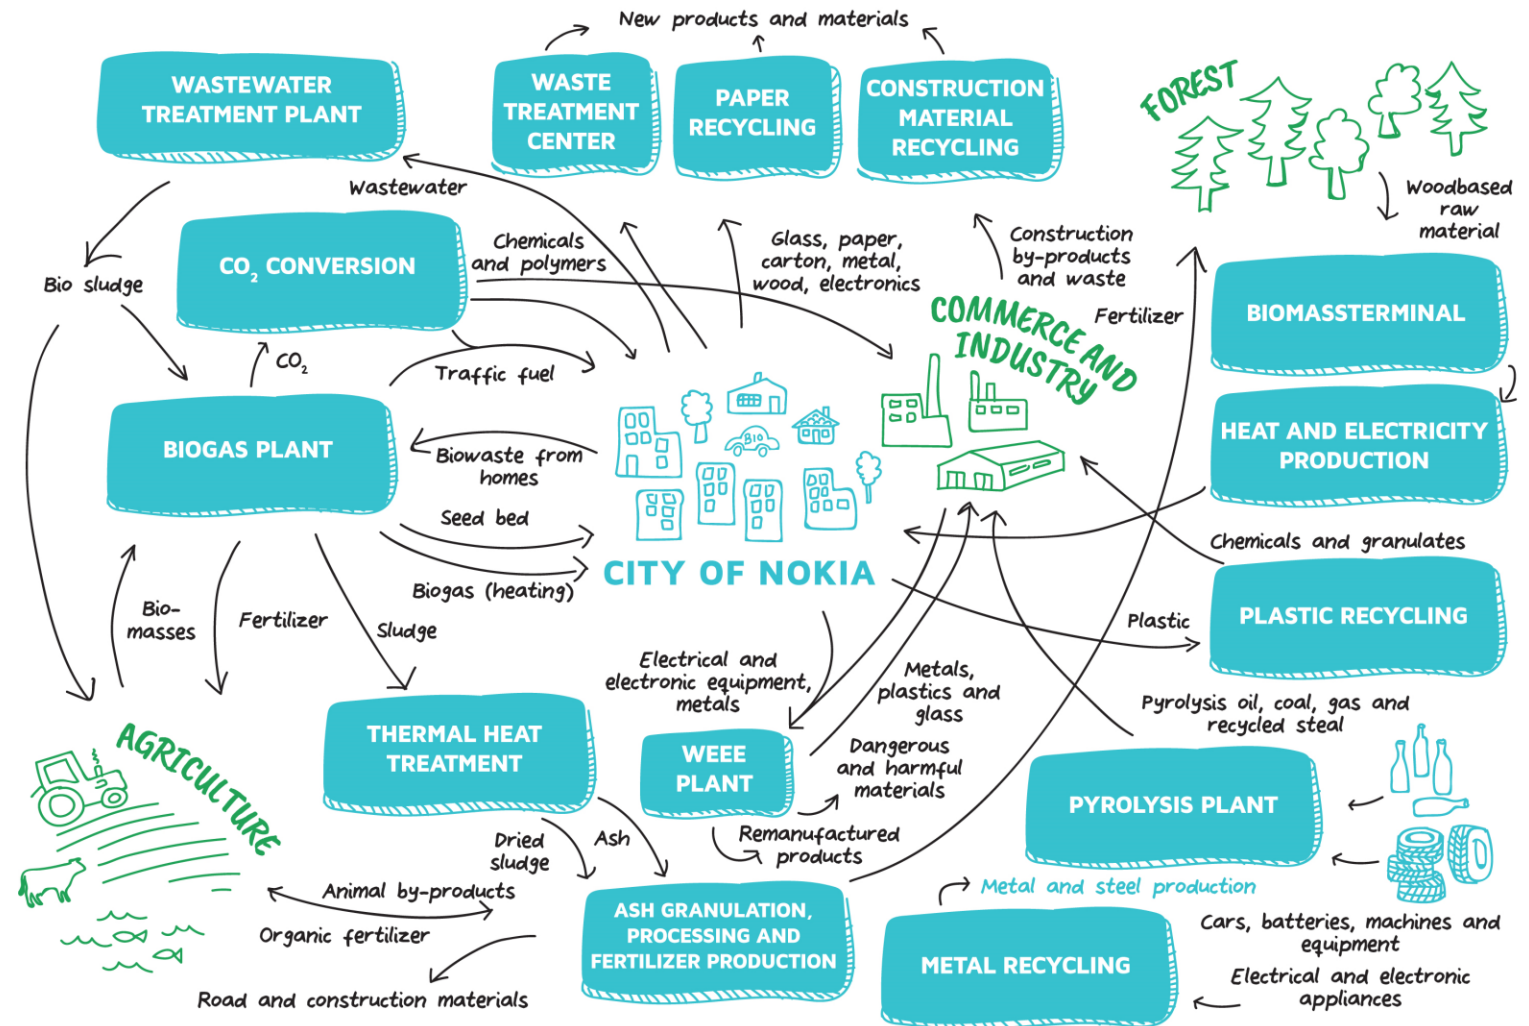 New products and materials
WASTEWATER
TREATMENT PLANT
WASTE
TREATMENT
CENTER
PAPER
RECYCLING
CONSTRUCTION
MATERIAL
RECYCLING
FOREST
Wastewater
Woodbased
raw
material
CO2 CONVERSION
Chemicals
and polymers
Glass, paper,
carton, metal,
wood, electronics
Construction
by-products
and waste
Bio sludge
COMMERCE AND
INDUSTRY
Fertilizer
BIOMASSTERMINAL
CO2
Traffic fuel
BIOGAS PLANT
Biowaste from
homes
BIO
HEAT AND ELECTRICITY
PRODUCTION
Seed bed
Biogas (heating)
CITY OF NOKIA
Chemicals and granulates
Bio-
masses
Fertilizer
Sludge
Plastic
PLASTIC RECYCLING
Electrical and
electronic equipment,
metals
Metals,
plastics and
glass
Pyrolysis oil, coal, gas and
recycled steal
AGRICULTURE
THERMAL HEAT
TREATMENT
WEEE
PLANT
Dangerous
and harmful
materials
PYROLYSIS PLANT
Dried
sludge
Ash
Remanufactured
products
Animal by-products
Organic fertilizer
ASH GRANULATION,
PROCESSING AND
FERTILIZER PRODUCTION
Metal and steel production
METAL RECYCLING
Cars, batteries, machines and
equipment
Electrical and electronic
appliances
Road and construction materials